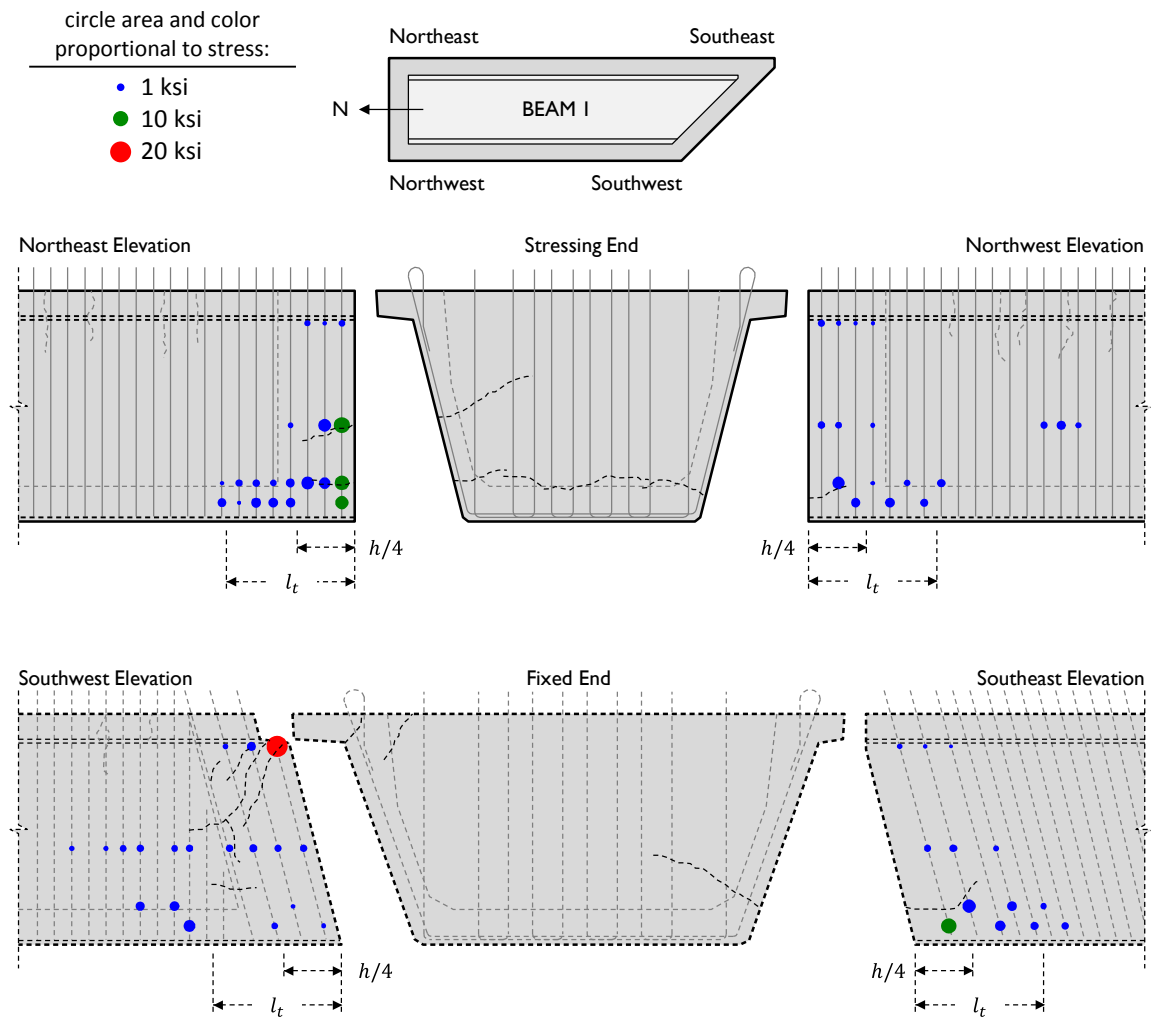 circle area and color
proportional to stress:
1 ksi
10 ksi
20 ksi
Northeast
Southeast
N
BEAM I
Northwest
Southwest
Northeast Elevation
Stressing End
Northwest Elevation
h/4
h/4
l_t
l_t
Southwest Elevation
Fixed End
Southeast Elevation
h/4
h/4
l_t
l_t